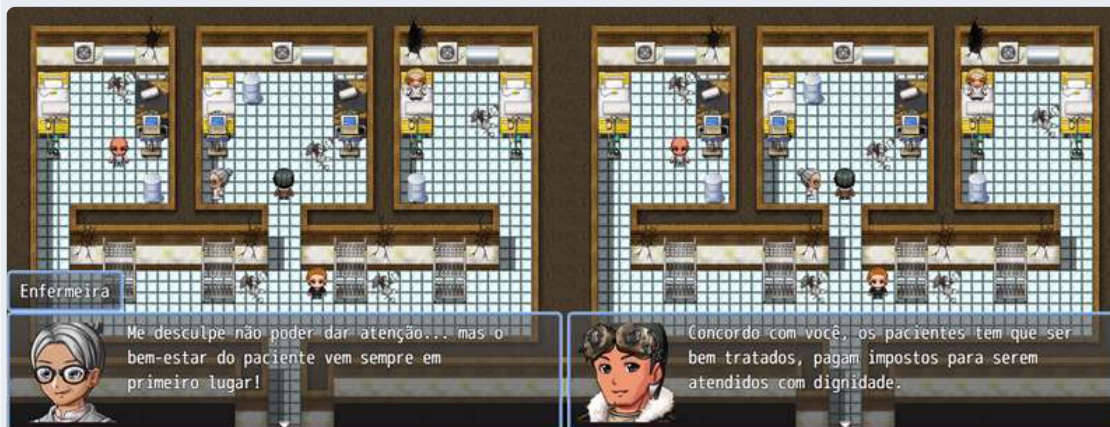 Enfermeira
Me desculpe não poder dar atenção... mas o
bem-estar do paciente vem sempre em
primeiro lugar!
Concordo com você, os pacientes tem que ser
bem tratados, pagam impostos para serem
atendidos com dignidade.